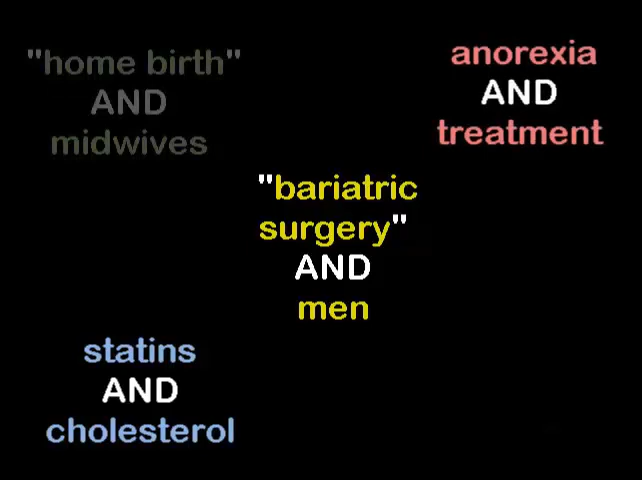 "home birth"
AND
midwives
anorexia
AND
treatment
"bariatric
surgery"
AND
men
statins
AND
cholesterol